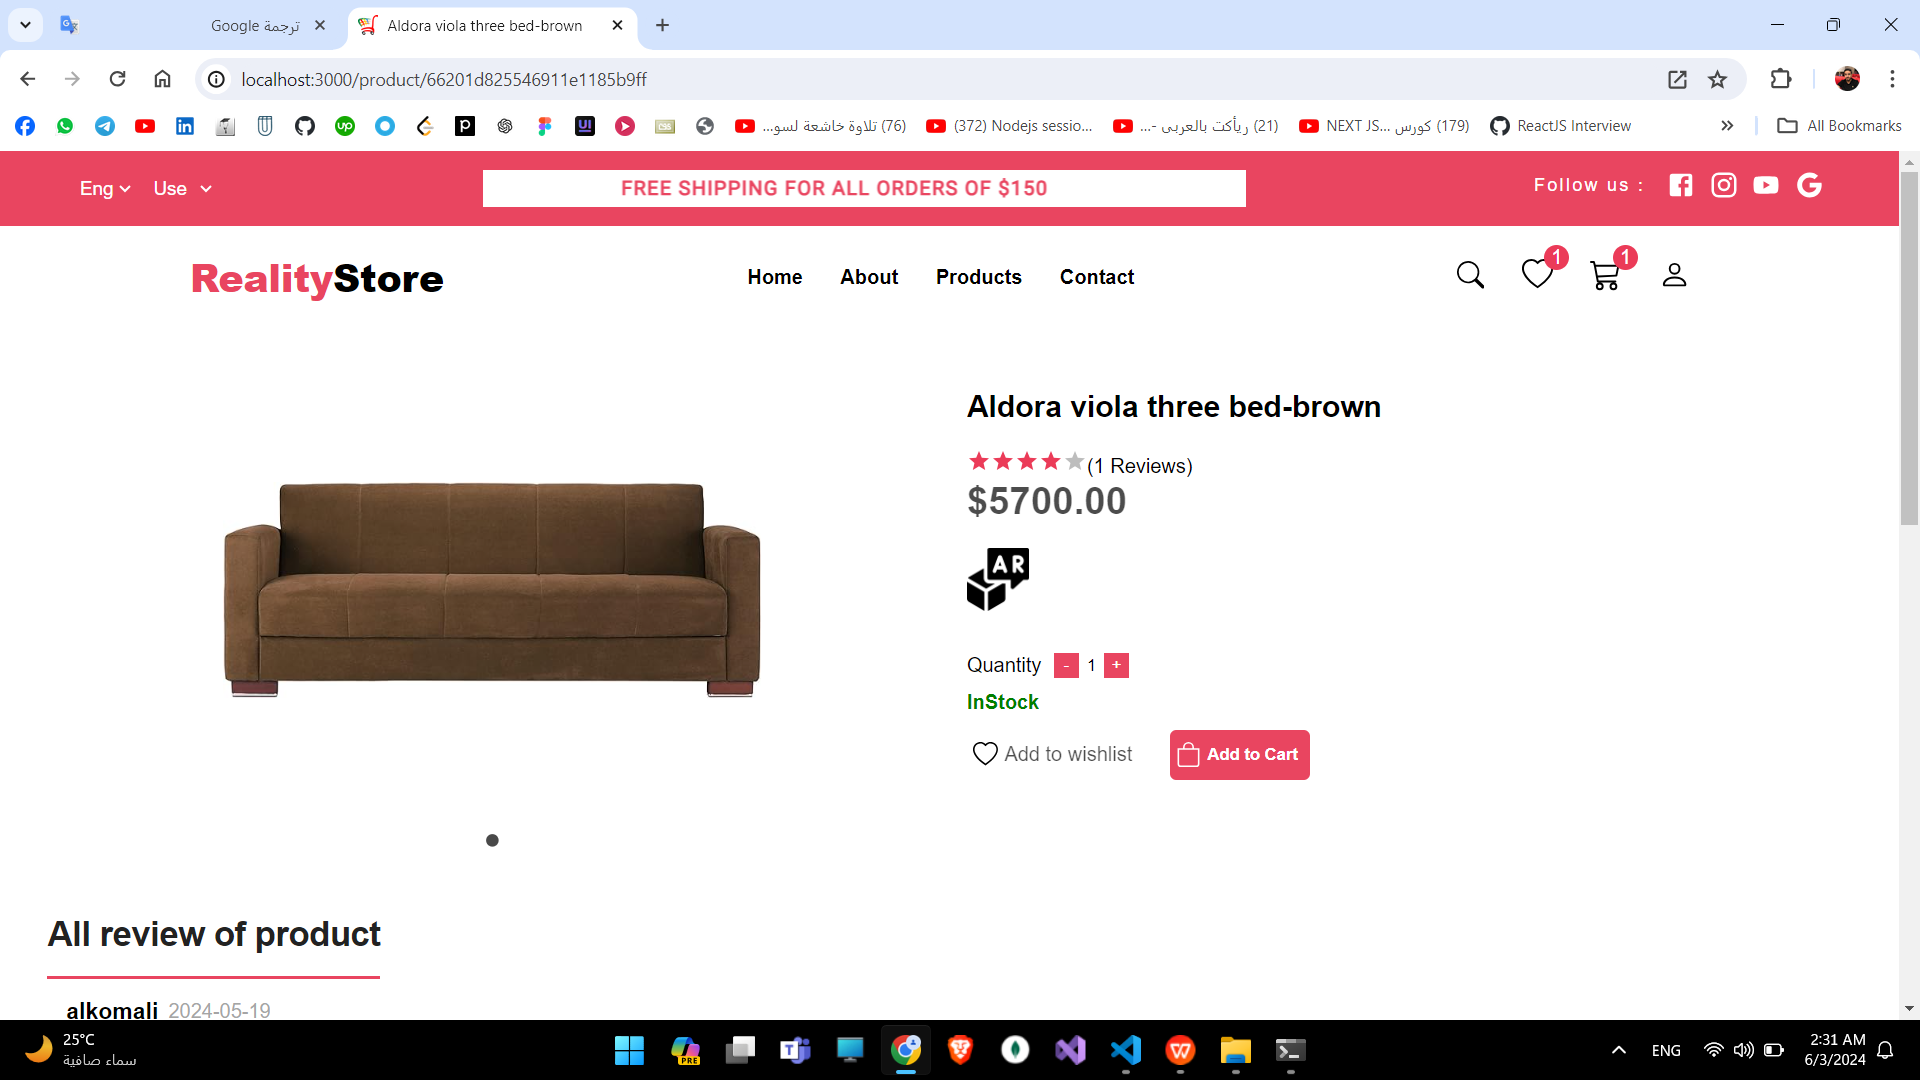 ترجمة Google
Aldora viola three bed-brown
localhost:3000/product/66201d825546911e1185b9ff
(76) تلاوة خاشعة لسو...
(372) Nodejs sessio...
(21) ريأكت بالعربى -...
(179) كورس ...NEXT JS
ReactJS Interview
All Bookmarks
Eng
Use
FREE SHIPPING FOR ALL ORDERS OF $150
Follow us :
RealityStore
Home
About
Products
Contact
1
1
Aldora viola three bed-brown
(1 Reviews)
$5700.00
AR
Quantity - 1 +
InStock
Add to wishlist
Add to Cart
All review of product
alkomali 2024-05-19
25°C
سماء صافية
PRE
ENG
2:31 AM
6/3/2024